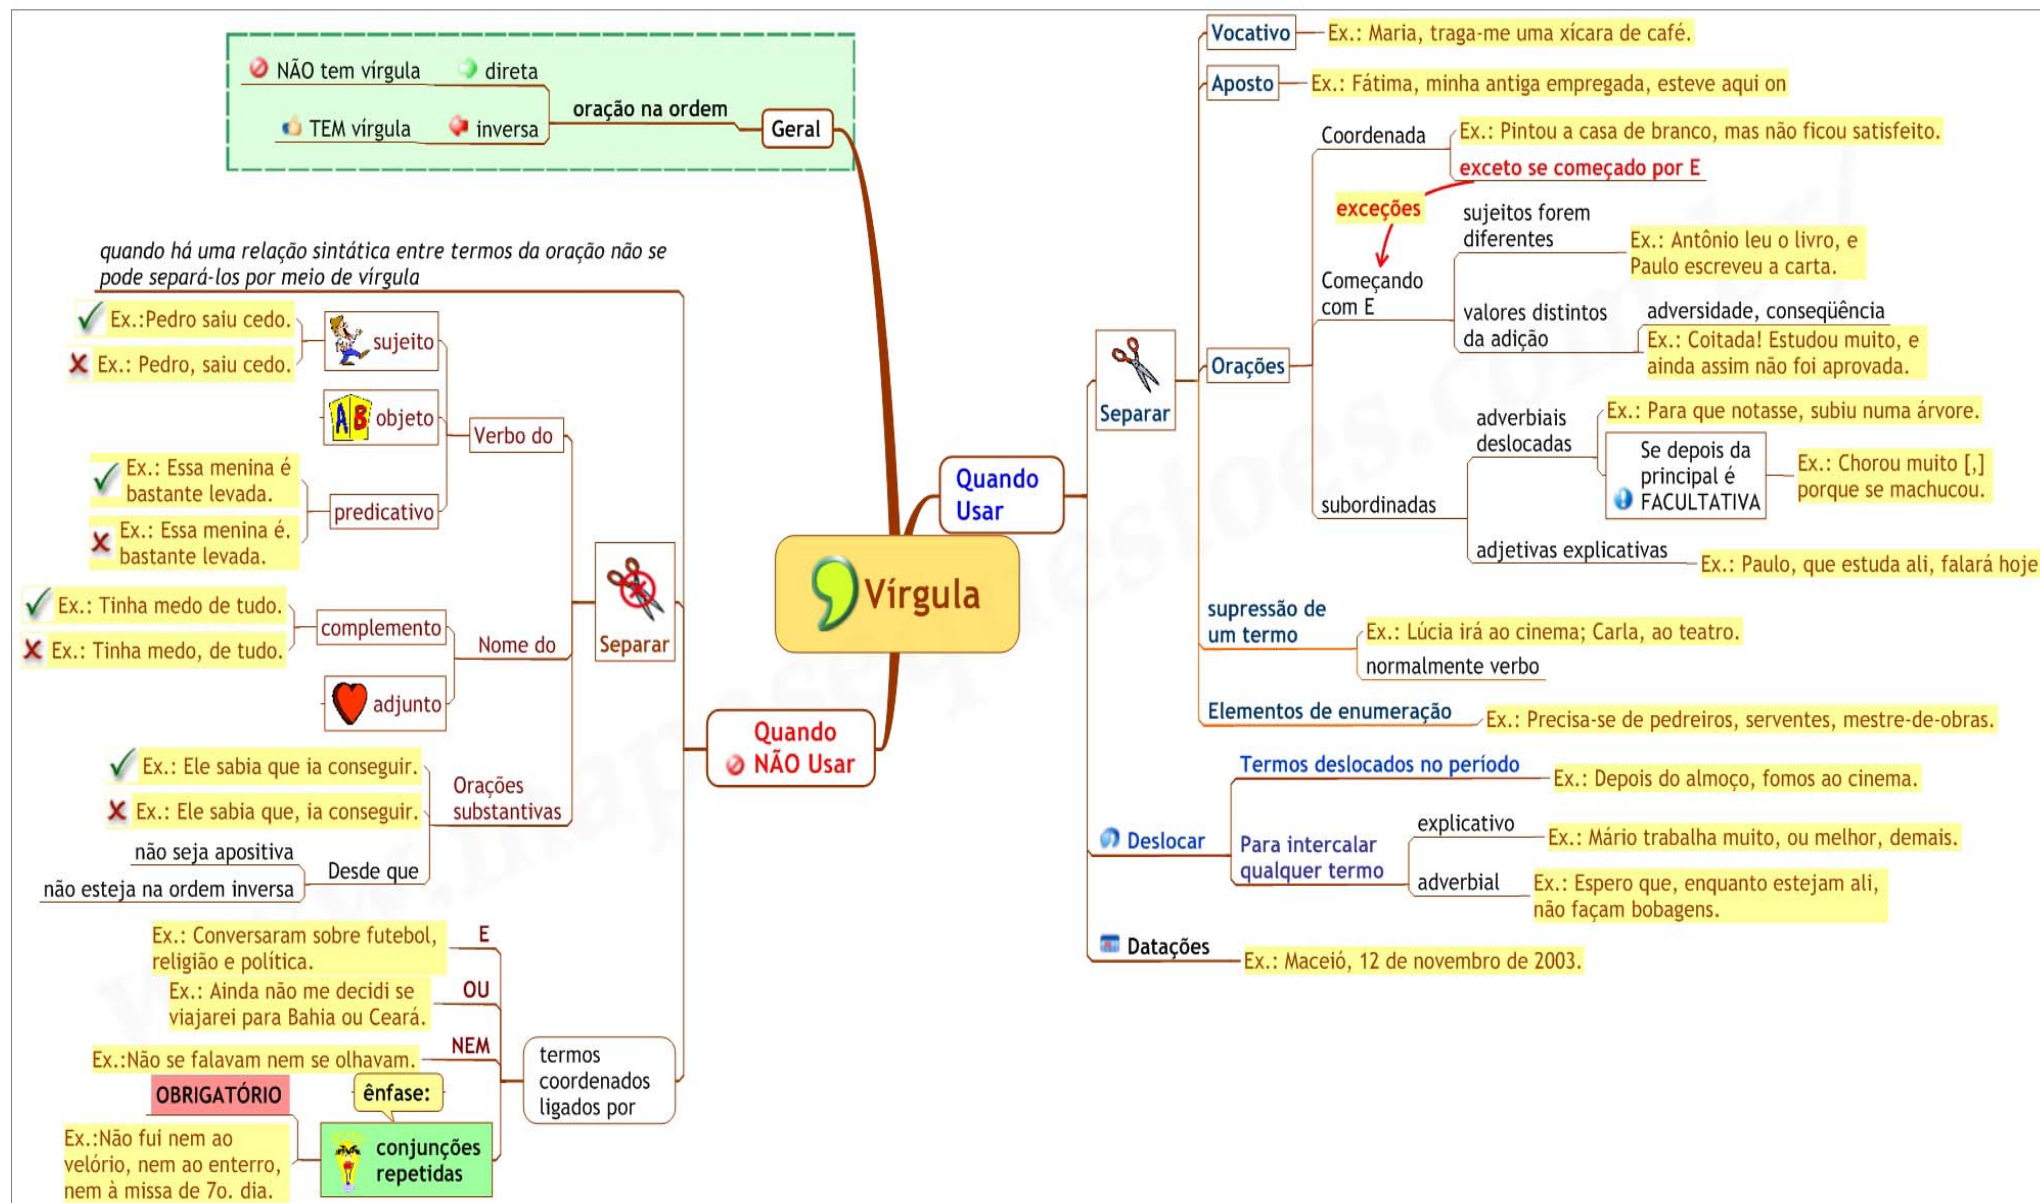 Vírgula
Geral
oração na ordem
direta
NÃO tem vírgula
inversa
TEM vírgula
Quando
Usar
Separar
Vocativo
Ex.: Maria, traga-me uma xícara de café.
Aposto
Ex.: Fátima, minha antiga empregada, esteve aqui on
Orações
Coordenada
Ex.: Pintou a casa de branco, mas não ficou satisfeito.
exceto se começado por E
exceções
Começando
com E
sujeitos forem
diferentes
Ex.: Antônio leu o livro, e
Paulo escreveu a carta.
valores distintos
da adição
adversidade, conseqüência
Ex.: Coitada! Estudou muito, e
ainda assim não foi aprovada.
subordinadas
adverbiais
deslocadas
Ex.: Para que notasse, subiu numa árvore.
Se depois da
principal é
FACULTATIVA
Ex.: Chorou muito [,]
porque se machucou.
adjetivas explicativas
Ex.: Paulo, que estuda ali, falará hoje
supressão de
um termo
Ex.: Lúcia irá ao cinema; Carla, ao teatro.
normalmente verbo
Elementos de enumeração
Ex.: Precisa-se de pedreiros, serventes, mestre-de-obras.
Deslocar
Termos deslocados no período
Ex.: Depois do almoço, fomos ao cinema.
Para intercalar
qualquer termo
explicativo
Ex.: Mário trabalha muito, ou melhor, demais.
adverbial
Ex.: Espero que, enquanto estejam ali,
não façam bobagens.
Datações
Ex.: Maceió, 12 de novembro de 2003.
Quando
NÃO Usar
quando há uma relação sintática entre termos da oração não se
pode separá-los por meio de vírgula
Separar
Verbo do
sujeito
Ex.:Pedro saiu cedo.
Ex.: Pedro, saiu cedo.
AB
objeto
predicativo
Ex.: Essa menina é
bastante levada.
Ex.: Essa menina é.
bastante levada.
Nome do
complemento
Ex.: Tinha medo de tudo.
Ex.: Tinha medo, de tudo.
adjunto
Orações
substantivas
Ex.: Ele sabia que ia conseguir.
Ex.: Ele sabia que, ia conseguir.
Desde que
não seja apositiva
não esteja na ordem inversa
termos
coordenados
ligados por
E
Ex.: Conversaram sobre futebol,
religião e política.
OU
Ex.: Ainda não me decidi se
viajarei para Bahia ou Ceará.
NEM
Ex.:Não se falavam nem se olhavam.
ênfase:
conjunções
repetidas
OBRIGATÓRIO
Ex.:Não fui nem ao
velório, nem ao enterro,
nem à missa de 7o. dia.